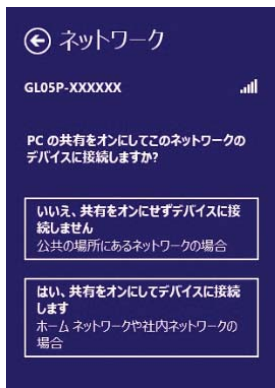 ネットワーク
GL05P-XXXXXX
PC の共有をオンにしてこのネットワークの
デバイスに接続しますか?
いいえ、共有をオンにせずデバイスに接
続しません
公共の場所にあるネットワークの場合
はい、共有をオンにしてデバイスに接続
します
ホーム ネットワークや社内ネットワークの
場合